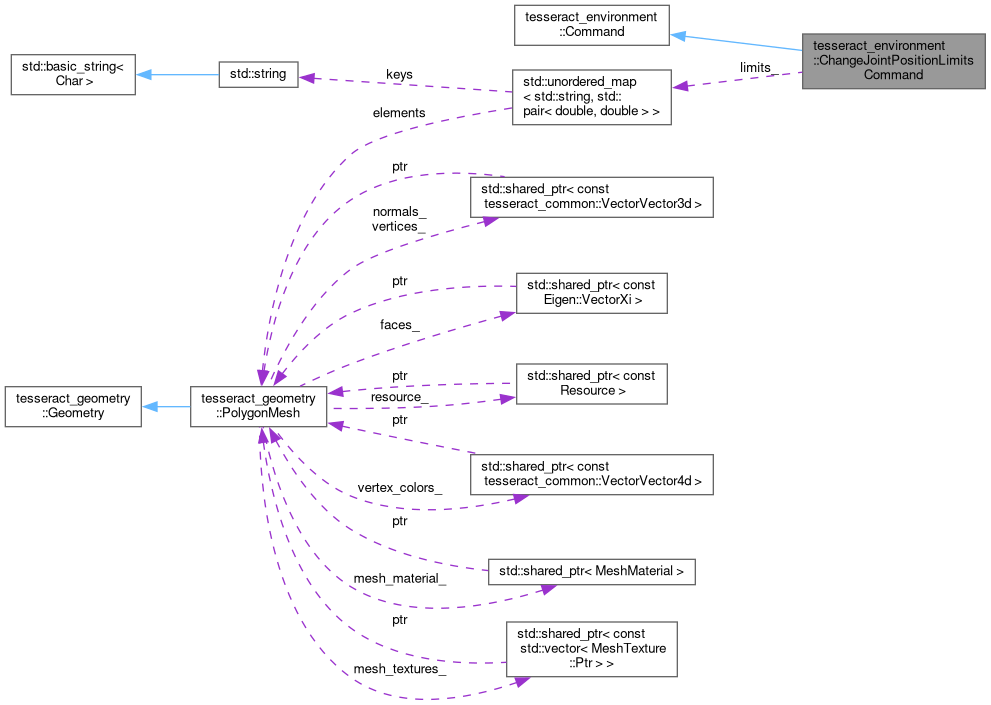 tesseract_environment
::Command
tesseract_environment
::ChangeJointPositionLimits
Command
std::basic_string<
Char >
std::string
keys
limits_
std::unordered_map
< std::string, std::
pair< double, double > >
elements
ptr
std::shared_ptr< const
tesseract_common::VectorVector3d >
normals_
vertices_
ptr
std::shared_ptr< const
Eigen::VectorXi >
faces_
ptr
std::shared_ptr< const
Resource >
resource_
tesseract_geometry
::Geometry
tesseract_geometry
::PolygonMesh
ptr
std::shared_ptr< const
tesseract_common::VectorVector4d >
vertex_colors_
ptr
std::shared_ptr< MeshMaterial >
mesh_material_
ptr
std::shared_ptr< const
std::vector< MeshTexture
::Ptr > >
mesh_textures_